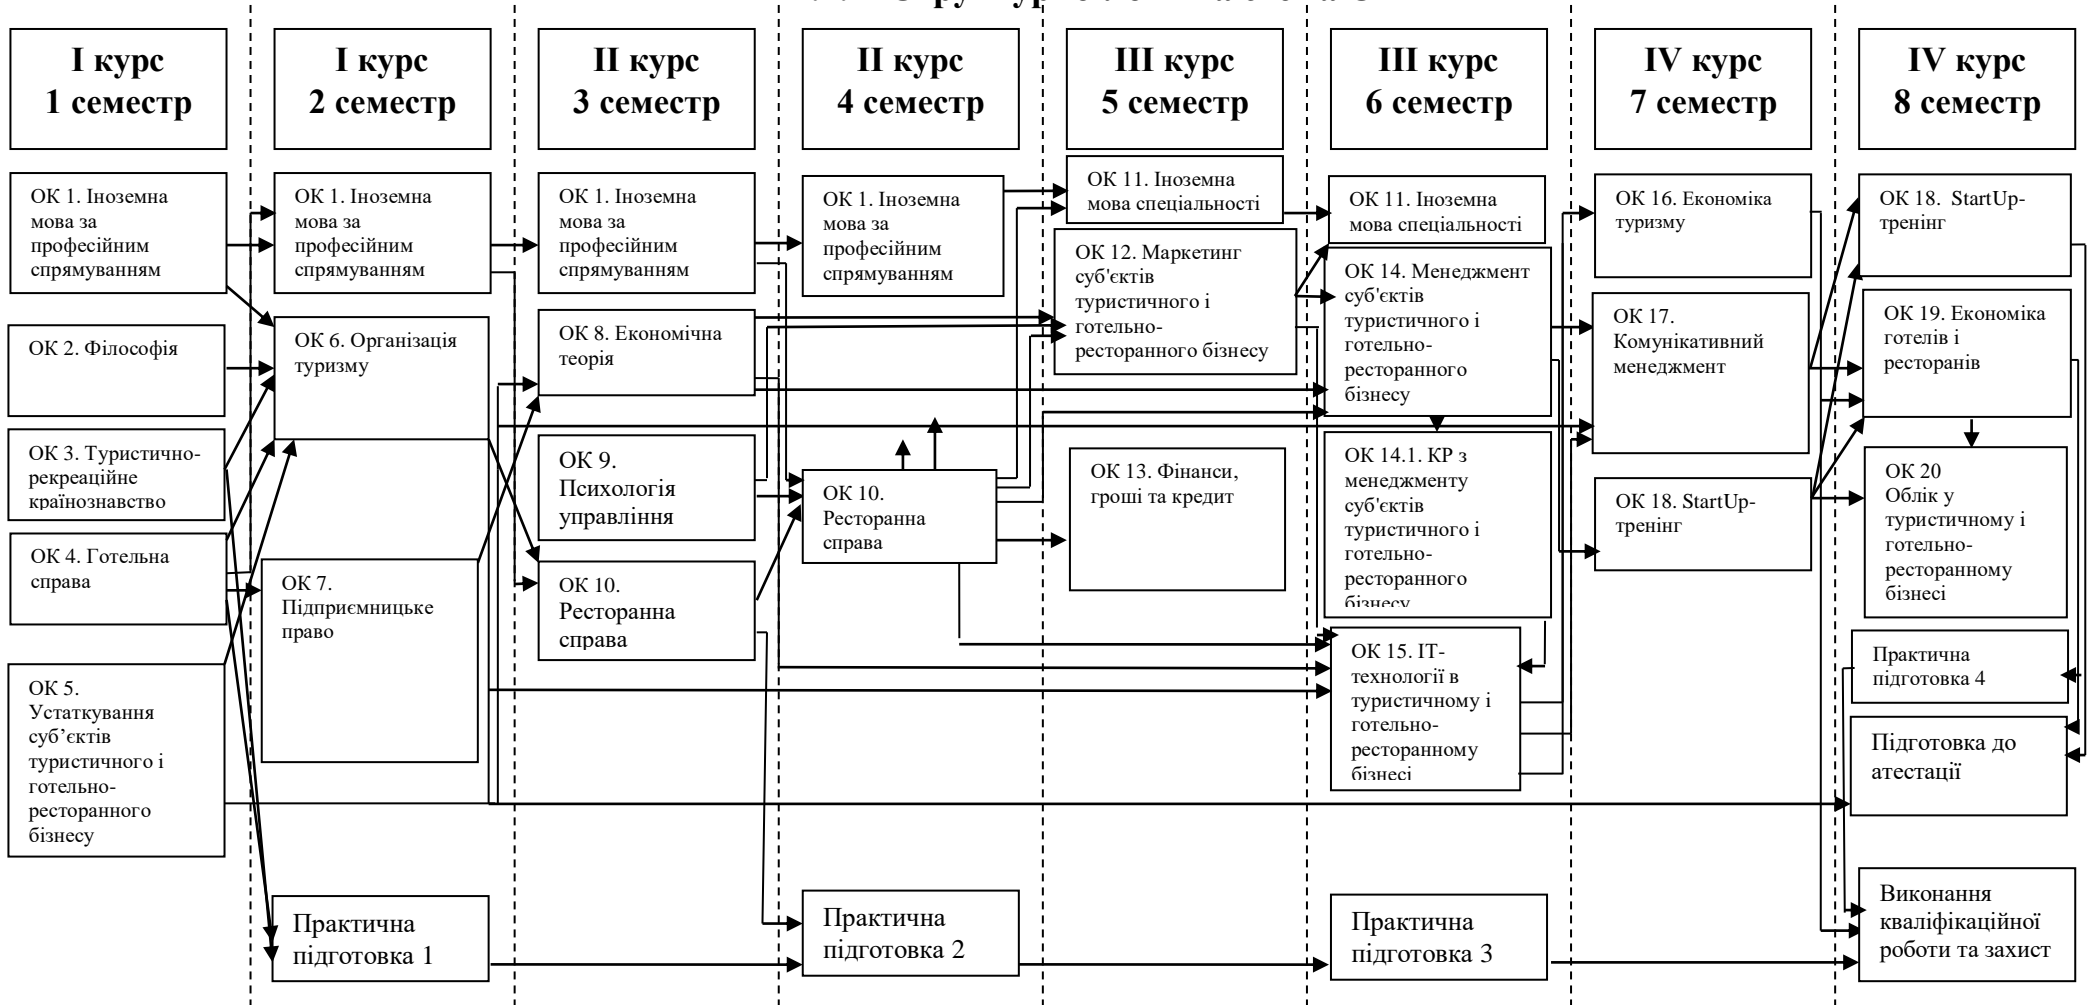 І курс
1 семестр
І курс
2 семестр
ІІ курс
3 семестр
ІІ курс
4 семестр
ІІІ курс
5 семестр
ІІІ курс
6 семестр
IV курс
7 семестр
IV курс
8 семестр
ОК 1. Іноземна
мова за
професійним
спрямуванням
ОК 2. Філософія
ОК 3. Туристично-
рекреаційне
країнознавство
ОК 4. Готельна
справа
ОК 5.
Устаткування
суб’єктів
туристичного і
готельно-
ресторанного
бізнесу
ОК 1. Іноземна
мова за
професійним
спрямуванням
ОК 6. Організація
туризму
ОК 7.
Підприємницьке
право
Практична
підготовка 1
ОК 1. Іноземна
мова за
професійним
спрямуванням
ОК 8. Економічна
теорія
ОК 9.
Психологія
управління
ОК 10.
Ресторанна
справа
ОК 1. Іноземна
мова за
професійним
спрямуванням
ОК 10.
Ресторанна
справа
Практична
підготовка 2
ОК 11. Іноземна
мова спеціальності
ОК 12. Маркетинг
суб'єктів
туристичного і
готельно-
ресторанного бізнесу
ОК 13. Фінанси,
гроші та кредит
ОК 11. Іноземна
мова спеціальності
ОК 14. Менеджмент
суб'єктів
туристичного і
готельно-
ресторанного
бізнесу
ОК 14.1. КР з
менеджменту
суб'єктів
туристичного і
готельно-
ресторанного
бізнесу
ОК 15. ІТ-
технології в
туристичному і
готельно-
ресторанному
бізнесі
Практична
підготовка 3
ОК 16. Економіка
туризму
ОК 17.
Комунікативний
менеджмент
ОК 18. StartUp-
тренінг
ОК 18. StartUp-
тренінг
ОК 19. Економіка
готелів і
ресторанів
ОК 20
Облік у
туристичному і
готельно-
ресторанному
бізнесі
Практична
підготовка 4
Підготовка до
атестації
Виконання
кваліфікаційної
роботи та захист